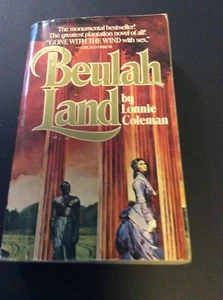 The monumental bestseller!
The greatest plantation novel of all!
"GONE WITH THE WIND with sex."
Beulah
Land
by
Lonnie
Coleman